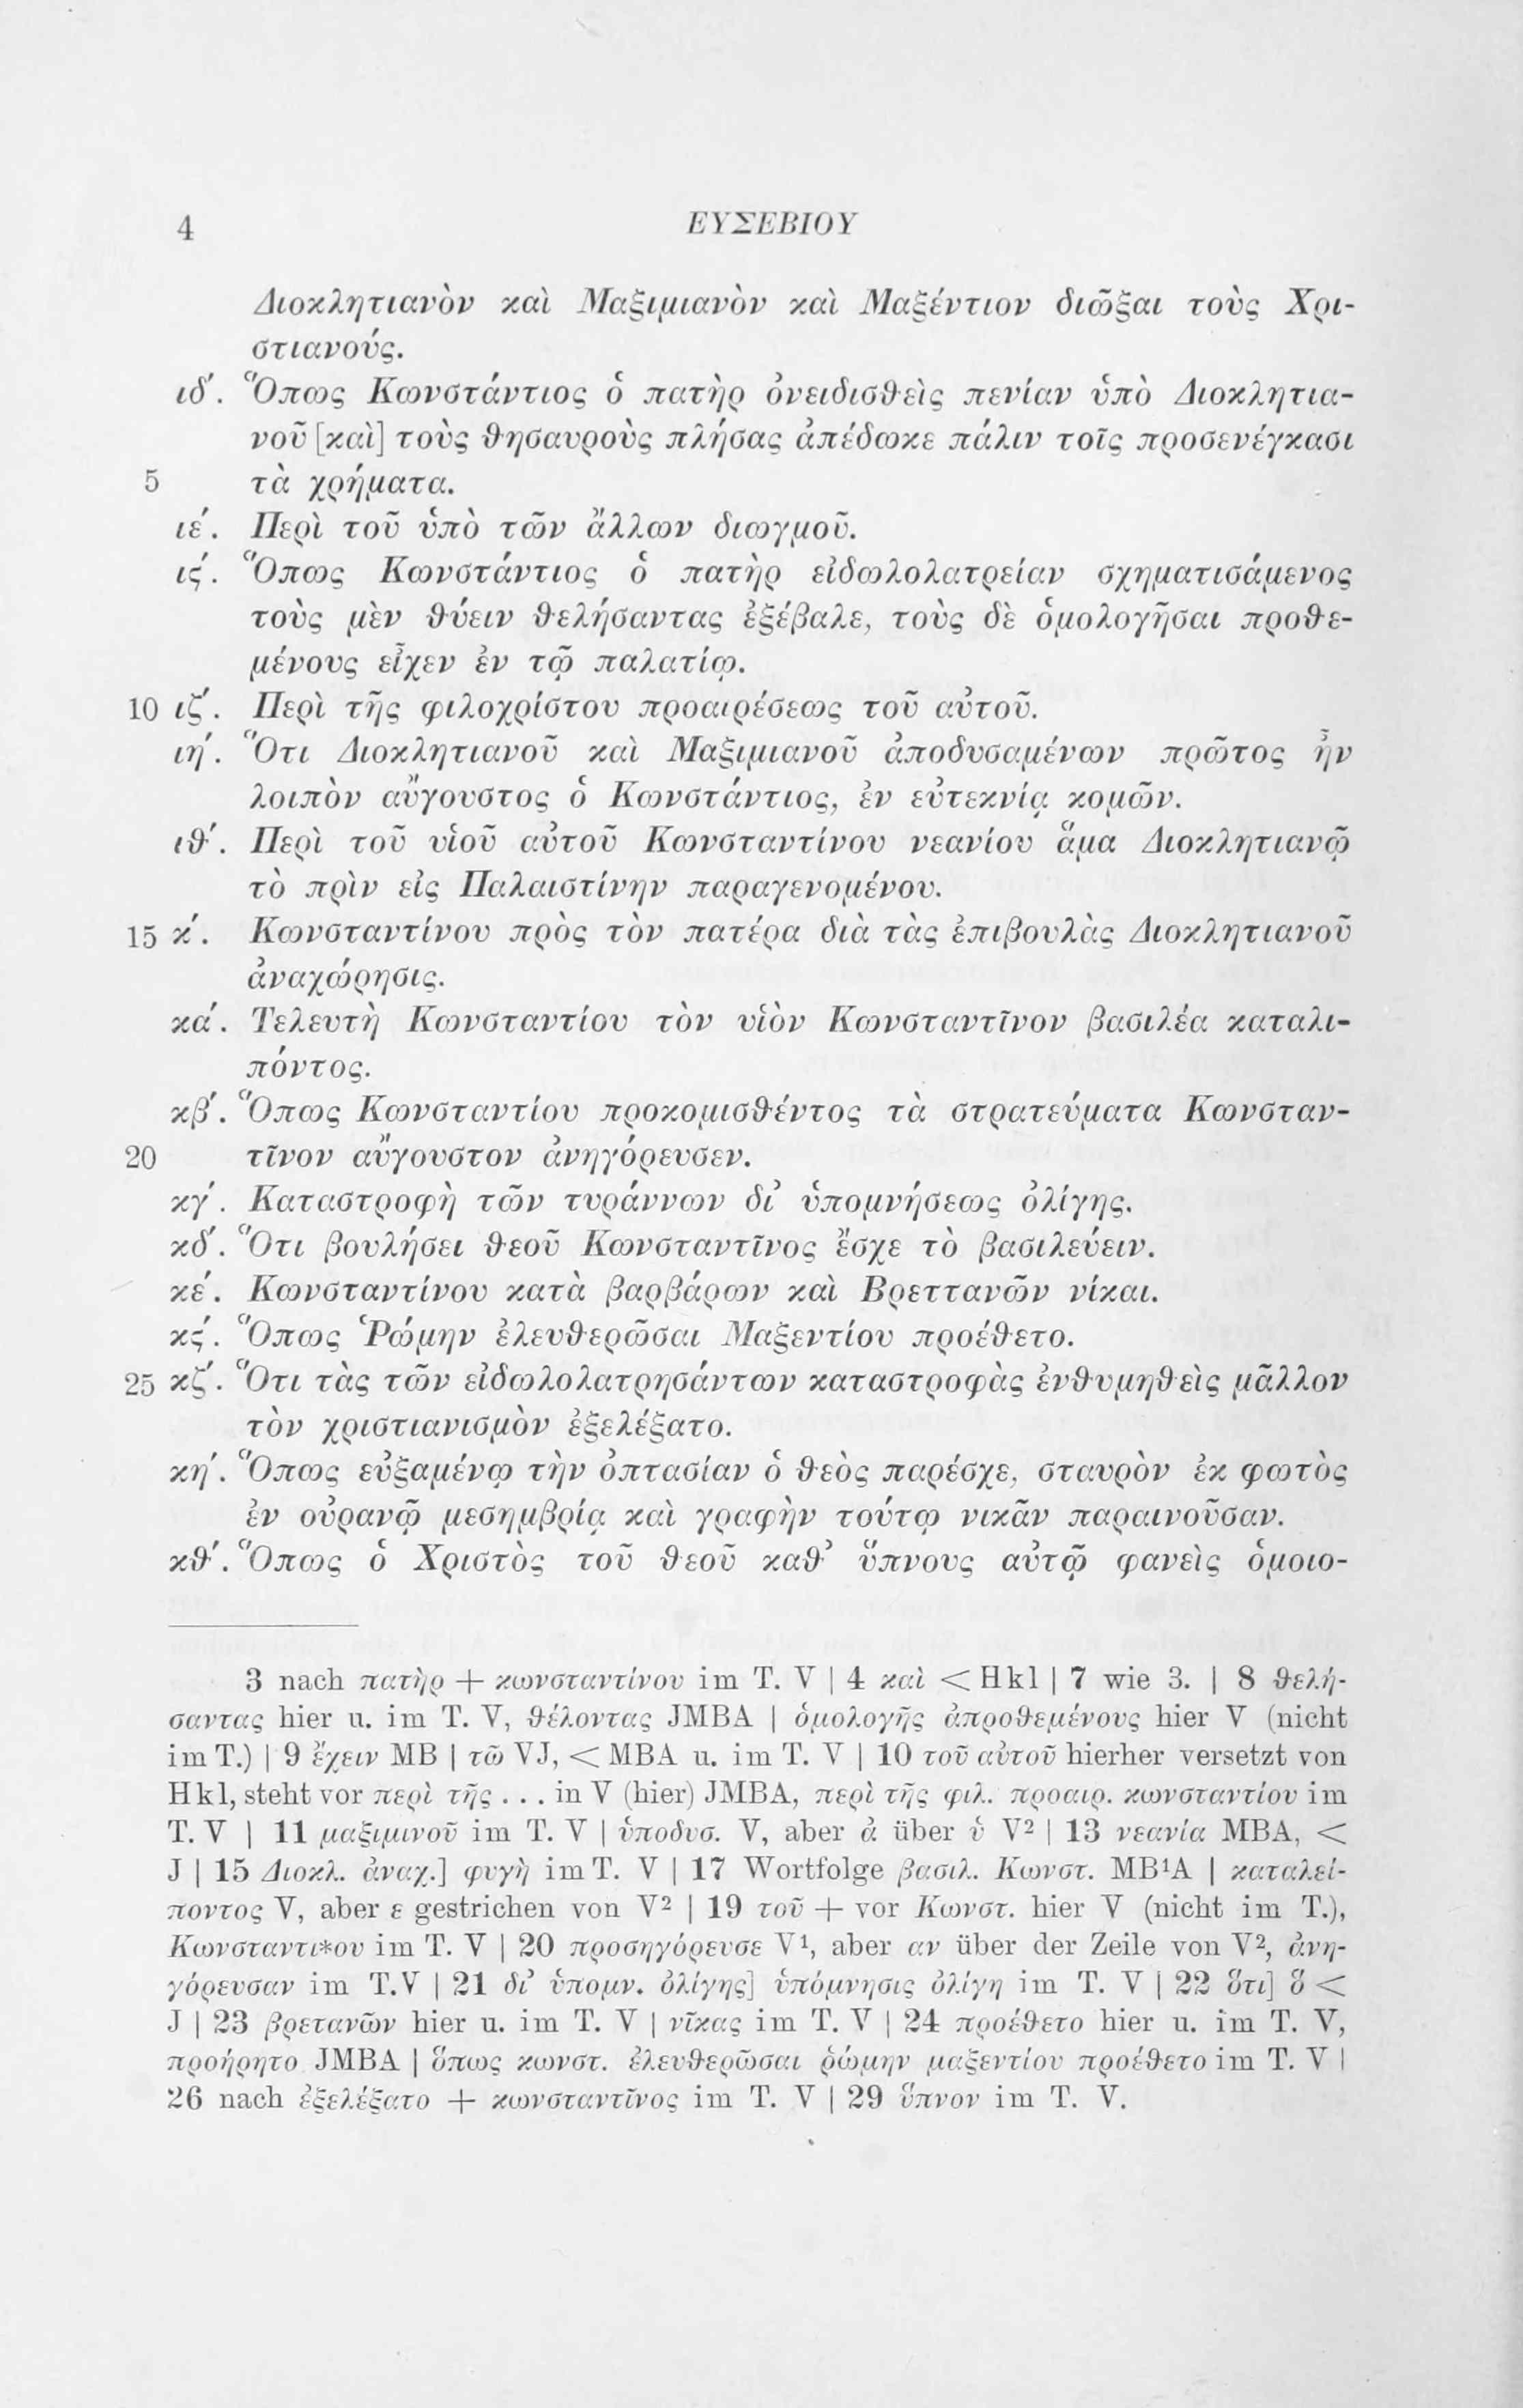 4
ΕΥΣΕΒΙΟΥ
Διοκλητιανὸν καὶ Μαξιμιανὸν καὶ Μαξέντιον διῶξαι τοὺς Χρι-
στιανούς.
ιδ΄. Ὅπως Κωνστάντιος ὁ πατὴρ ὀνειδισθεὶς πενίαν ὑπὸ Διοκλητια-
νοῦ [καὶ] τοὺς θησαυροὺς πλήσας ἀπέδωκε πάλιν τοῖς προσενέγκασι
5 τὰ χρήματα.
ιε΄. Περὶ τοῦ ὑπὸ τῶν ἄλλων διωγμοῦ.
ις΄. Ὅπως Κωνστάντιος ὁ πατὴρ εἰδωλολατρείαν σχηματισάμενος
τοὺς μὲν θύειν θελήσαντας ἐξέβαλε, τοὺς δὲ ὁμολογῆσαι προθε-
μένους εἶχεν ἐν τῷ παλατίῳ.
10 ιζ΄. Περὶ τῆς φιλοχρίστου προαιρέσεως τοῦ αὐτοῦ.
ιη΄. Ὅτι Διοκλητιανοῦ καὶ Μαξιμιανοῦ ἀποδυσαμένων πρῶτος ἦν
λοιπὸν αὔγουστος ὁ Κωνστάντιος, ἐν εὐτεκνίᾳ κομῶν.
ιθ΄. Περὶ τοῦ υἱοῦ αὐτοῦ Κωνσταντίνου νεανίου ἅμα Διοκλητιανῷ
τὸ πρὶν εἰς Παλαιστίνην παραγενομένου.
15 κ΄. Κωνσταντίνου πρὸς τὸν πατέρα διὰ τὰς ἐπιβουλὰς Διοκλητιανοῦ
ἀναχώρησις.
κα΄. Τελευτὴ Κωνσταντίου τὸν υἱὸν Κωνσταντῖνον βασιλέα καταλι-
πόντος.
κβ΄. Ὅπως Κωνσταντίου προκομισθέντος τὰ στρατεύματα Κωνσταν-
20 τῖνον αὔγουστον ἀνηγόρευσεν.
κγ΄. Καταστροφὴ τῶν τυράννων δι’ ὑπομνήσεως ὀλίγης.
κδ΄. Ὅτι βουλήσει θεοῦ Κωνσταντῖνος ἔσχε τὸ βασιλεύειν.
κε΄. Κωνσταντίνου κατὰ βαρβάρων καὶ Βρεττανῶν νίκαι.
κς΄. Ὅπως Ῥώμην ἐλευθερῶσαι Μαξεντίου προέθετο.
25 κζ΄. Ὅτι τὰς τῶν εἰδωλολατρησάντων καταστροφὰς ἐνθυμηθεὶς μᾶλλον
τὸν χριστιανισμὸν ἐξελέξατο.
κη΄. Ὅπως εὐξαμένῳ τὴν ὀπτασίαν ὁ θεὸς παρέσχε, σταυρὸν ἐκ φωτὸς
ἐν οὐρανῷ μεσημβρίᾳ καὶ γραφὴν τούτῳ νικᾶν παραινοῦσαν.
κθ΄. Ὅπως ὁ Χριστὸς τοῦ θεοῦ καθ’ ὕπνους αὐτῷ φανεὶς ὁμοιο-
3 nach πατὴρ + κωνσταντίνου im T. V | 4 καὶ < Hkl | 7 wie 3. | 8 θελή-
σαντας hier u. im T. V, θέλοντας JMBA | ὁμολογῆς ἀπροθεμένους hier V (nicht
im T.) | 9 ἔχειν MB | τῶ VJ, < MBA u. im T. V | 10 τοῦ αὐτοῦ hierher versetzt von
Hkl, steht vor περὶ τῆς ... in V (hier) JMBA, περὶ τῆς φιλ. προαιρ. κωνσταντίου im
T. V | 11 μαξιμινοῦ im T. V | ὑποδυσ. V, aber ἀ über ὑ V² | 13 νεανία MBA, <
J | 15 Διοκλ. ἀναχ.] φυγὴ im T. V | 17 Wortfolge βασιλ. Κωνστ. MB¹A | καταλεί-
ποντος V, aber ε gestrichen von V² | 19 τοῦ + vor Κωνστ. hier V (nicht im T.),
Κωνσταντι*ον im T. V | 20 προσηγόρευσε V¹, aber αν über der Zeile von V², ἀνη-
γόρευσαν im T.V | 21 δι’ ὑπομν. ὀλίγης] ὑπόμνησις ὀλίγη im T. V | 22 ὅτι] ὅ <
J | 23 βρετανῶν hier u. im T. V | νῖκας im T. V | 24 προέθετο hier u. im T. V,
προήρητο JMBA | ὅπως κωνστ. ἐλευθερῶσαι ῥώμην μαξεντίου προέθετο im T. V |
26 nach ἐξελέξατο + κωνσταντῖνος im T. V | 29 ὕπνον im T. V.